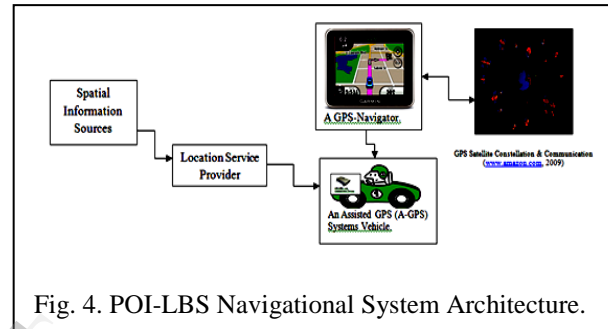 Spatial
Information
Sources
Location Service
Provider
A GPS-Navigator.
An Assisted GPS (A-GPS)
Systems Vehicle.
GPS Satellite Constellation & Communication
(www.amazon.com, 2009)
Fig. 4. POI-LBS Navigational System Architecture.